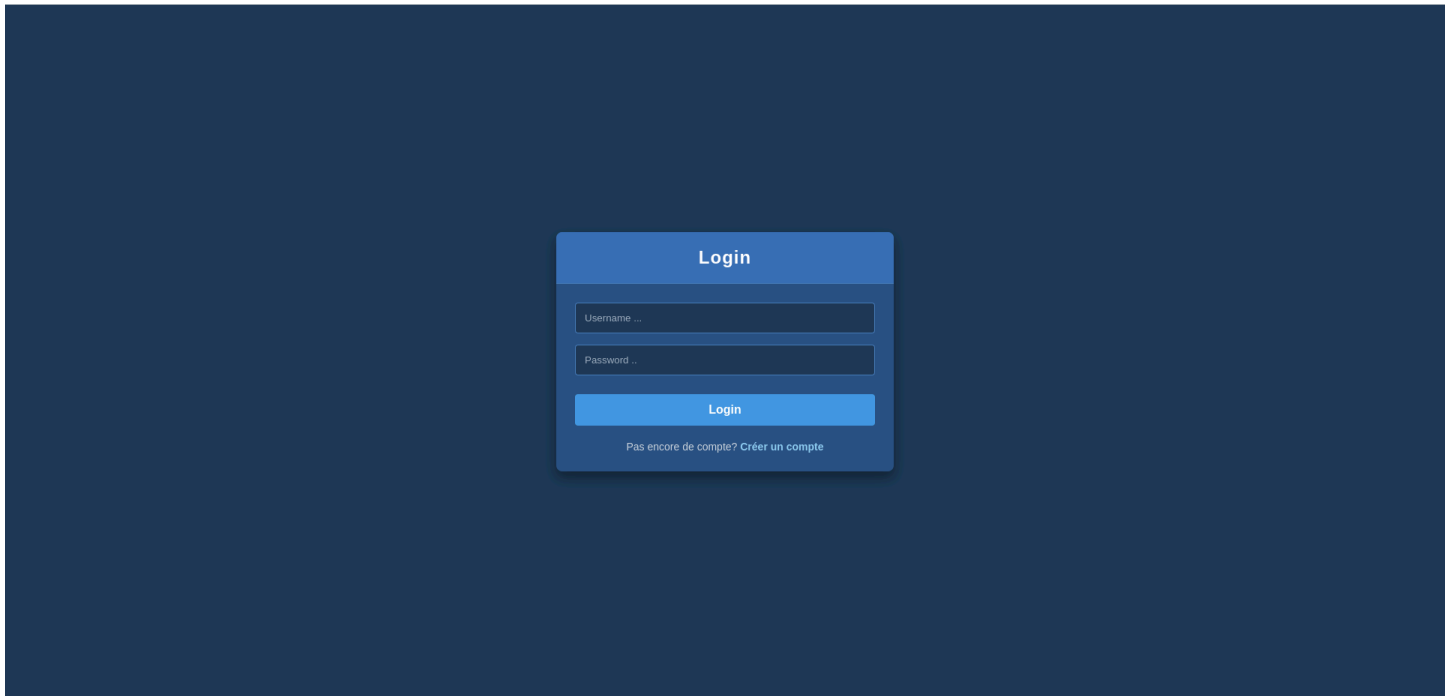 Login
Username ...
Password ..
Login
Pas encore de compte? Créer un compte